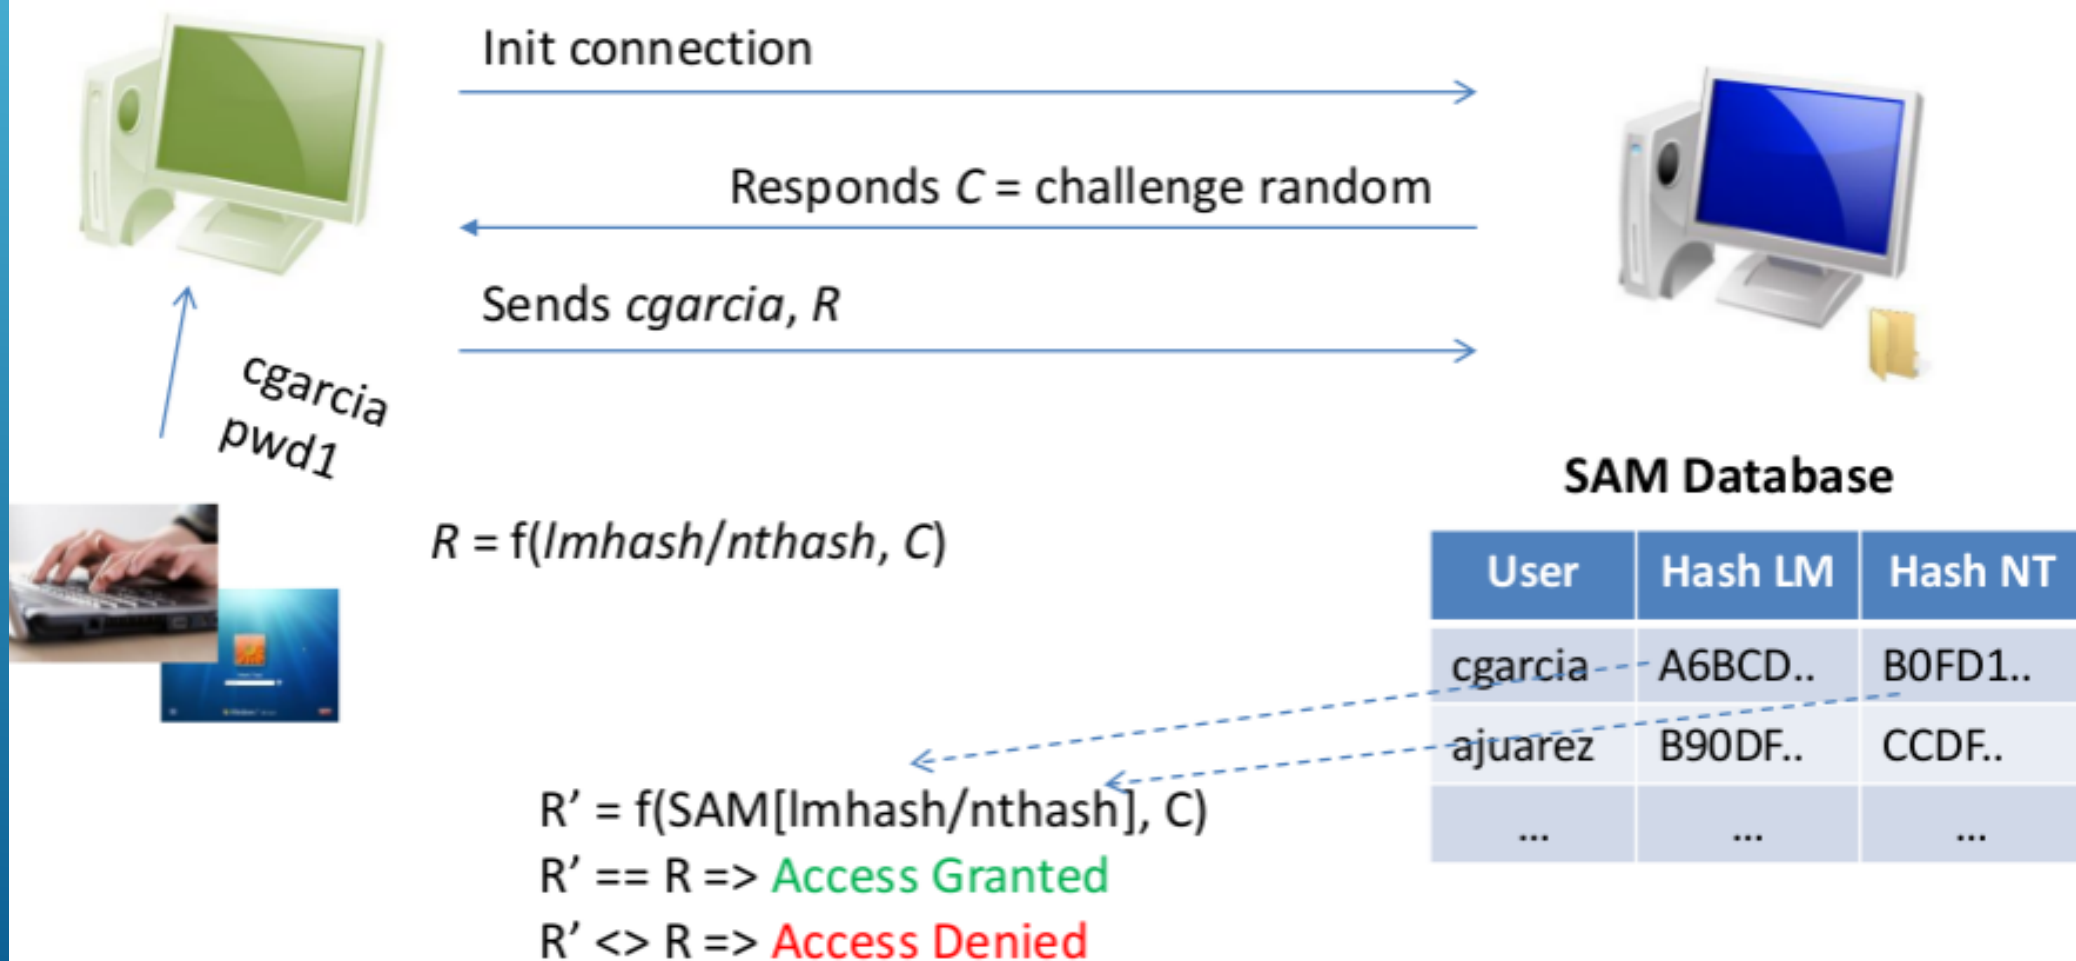 Init connection
Responds C = challenge random
Sends cgarcia, R
cgarcia
pwd1
R = f(lmhash/nthash, C)
SAM Database
User Hash LM Hash NT
cgarcia A6BCD.. B0FD1..
ajuarez B90DF.. CCDF..
... ... ...
R’ = f(SAM[lmhash/nthash], C)
R’ == R => Access Granted
R’ <> R => Access Denied